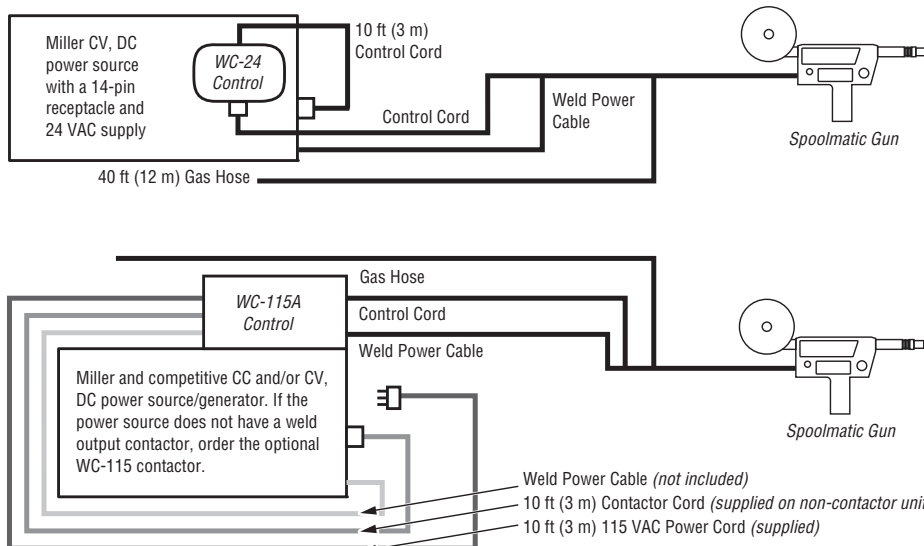 Miller CV, DC
power source
with a 14-pin
receptacle and
24 VAC supply
WC-24
Control
10 ft (3 m)
Control Cord
Control Cord
Weld Power
Cable
Spoolmatic Gun
40 ft (12 m) Gas Hose
Gas Hose
WC-115A
Control
Control Cord
Weld Power Cable
Miller and competitive CC and/or CV,
DC power source/generator. If the
power source does not have a weld
output contactor, order the optional
WC-115 contactor.
Spoolmatic Gun
Weld Power Cable (not included)
10 ft (3 m) Contactor Cord (supplied on non-contactor unit
10 ft (3 m) 115 VAC Power Cord (supplied)